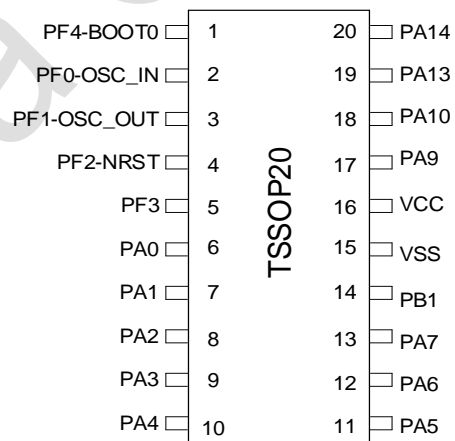 PF4-BOOT0 1 20 PA14
PF0-OSC_IN 2 19 PA13
PF1-OSC_OUT 3 18 PA10
PF2-NRST 4 17 PA9
PF3 5 16 VCC
PA0 6 15 VSS
PA1 7 14 PB1
PA2 8 13 PA7
PA3 9 12 PA6
PA4 10 11 PA5
TSSOP20